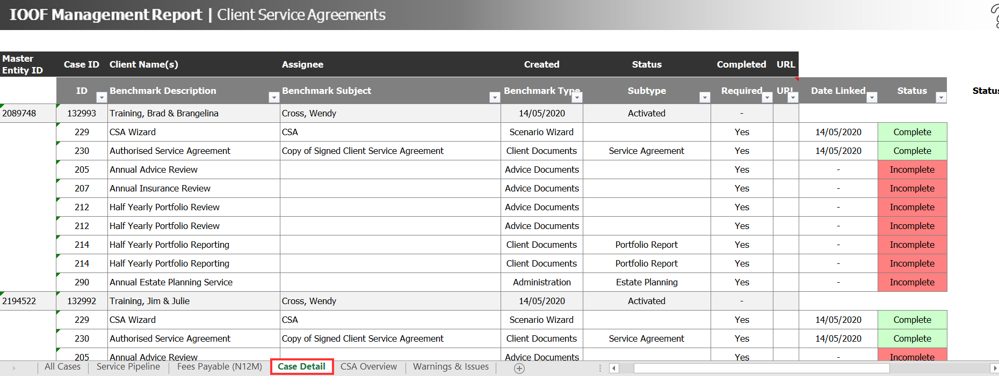 IOOF Management Report | Client Service Agreements
Master Entity ID Case ID Client Name(s) Assignee Created Status Completed URL
ID Benchmark Description Benchmark Subject Benchmark Type Subtype Required URL Date Linked Status Status
2089748 132993 Training, Brad & Brangelina Cross, Wendy 14/05/2020 Activated -
229 CSA Wizard CSA Scenario Wizard Yes 14/05/2020 Complete
230 Authorised Service Agreement Copy of Signed Client Service Agreement Client Documents Service Agreement Yes 14/05/2020 Complete
205 Annual Advice Review Advice Documents Yes - Incomplete
207 Annual Insurance Review Advice Documents Yes - Incomplete
212 Half Yearly Portfolio Review Advice Documents Yes - Incomplete
212 Half Yearly Portfolio Review Advice Documents Yes - Incomplete
214 Half Yearly Portfolio Reporting Client Documents Portfolio Report Yes - Incomplete
214 Half Yearly Portfolio Reporting Client Documents Portfolio Report Yes - Incomplete
290 Annual Estate Planning Service Administration Estate Planning Yes - Incomplete
2194522 132992 Training, Jim & Julie Cross, Wendy 14/05/2020 Activated -
229 CSA Wizard CSA Scenario Wizard Yes 14/05/2020 Complete
230 Authorised Service Agreement Copy of Signed Client Service Agreement Client Documents Service Agreement Yes 14/05/2020 Complete
205 Annual Advice Review Advice Documents Yes - Incomplete
All Cases Service Pipeline Fees Payable (N12M) Case Detail CSA Overview Warnings & Issues